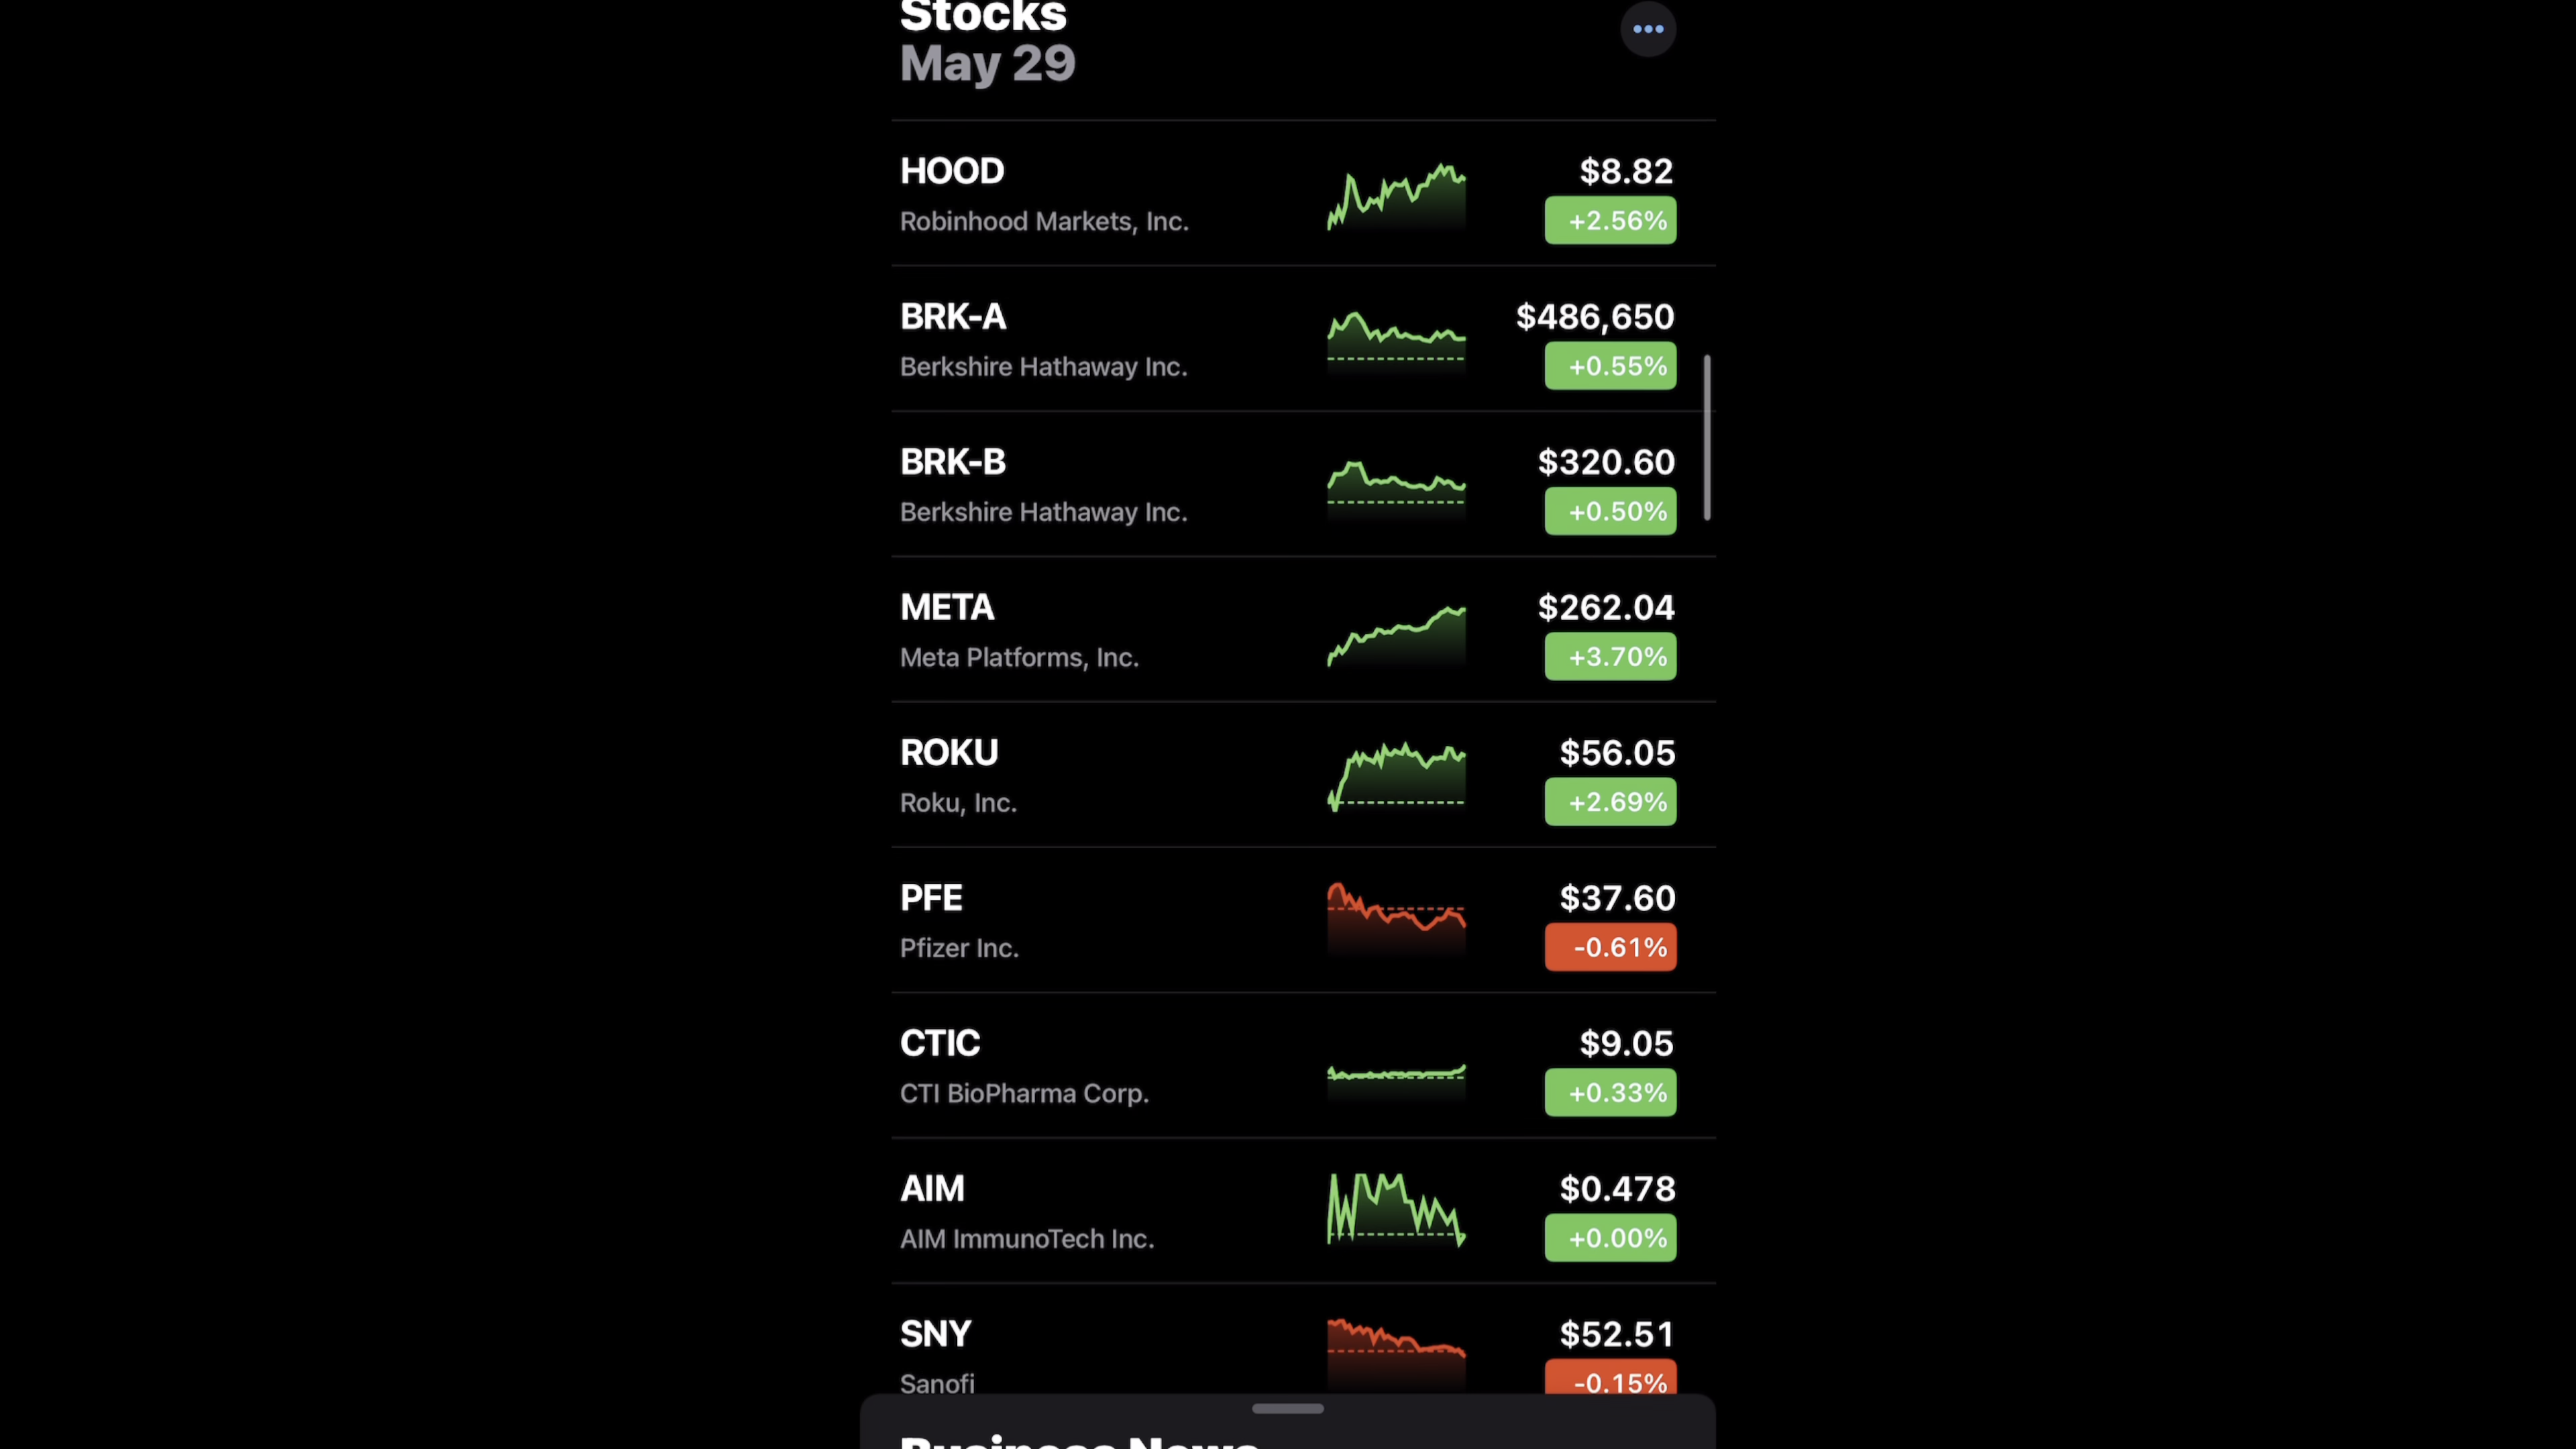 Stocks
May 29
HOOD
$8.82
Robinhood Markets, Inc.
+2.56%
BRK-A
$486,650
Berkshire Hathaway Inc.
+0.55%
BRK-B
$320.60
Berkshire Hathaway Inc.
+0.50%
META
$262.04
Meta Platforms, Inc.
+3.70%
ROKU
$56.05
Roku, Inc.
+2.69%
PFE
$37.60
Pfizer Inc.
-0.61%
CTIC
$9.05
CTI BioPharma Corp.
+0.33%
AIM
$0.478
AIM ImmunoTech Inc.
+0.00%
SNY
$52.51
Sanofi
-0.15%
Business News